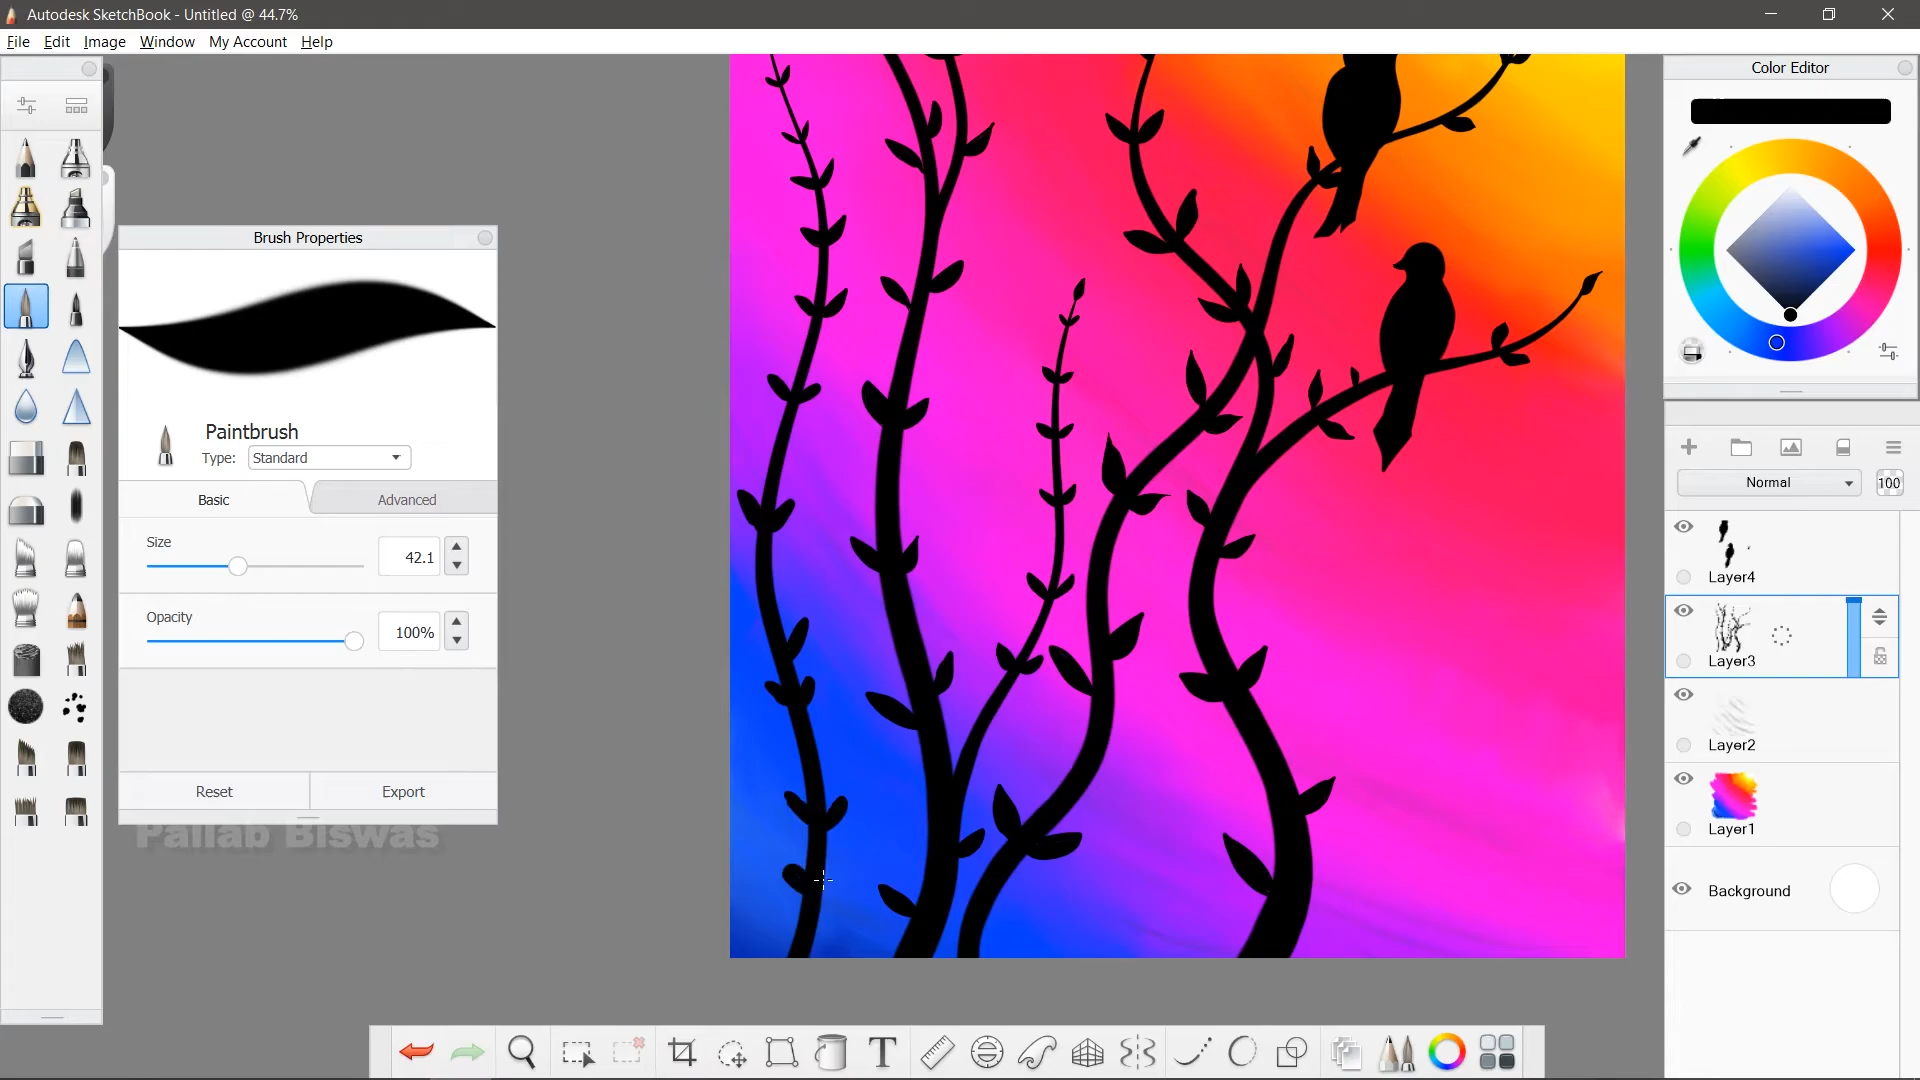 Autodesk SketchBook - Untitled @ 44.7%
File Edit Image Window My Account Help
Color Editor
Brush Properties
Paintbrush
Type: Standard
Basic Advanced
Size
42.1
Opacity
100%
Reset Export
Pallab Biswas
Normal 100
Layer4
Layer3
Layer2
Layer1
Background
T